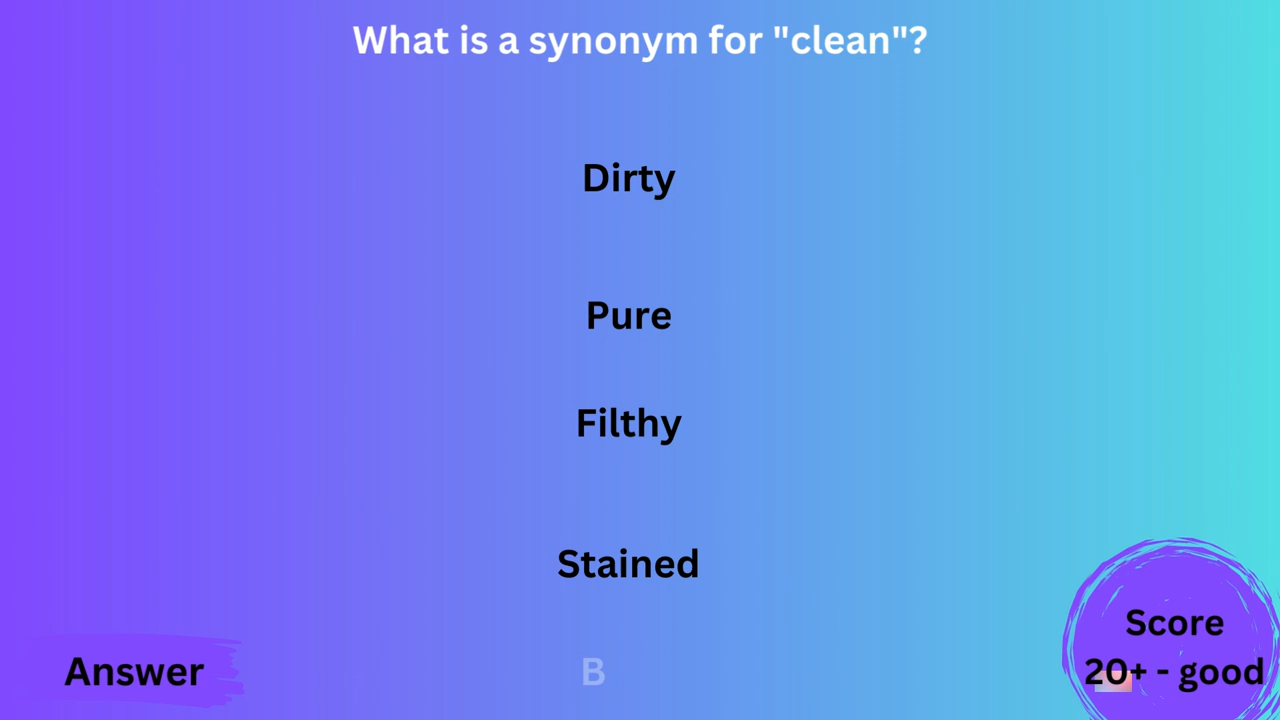 What is a synonym for "clean"?
Dirty
Pure
Filthy
Stained
Answer
B
Score
20+ - good